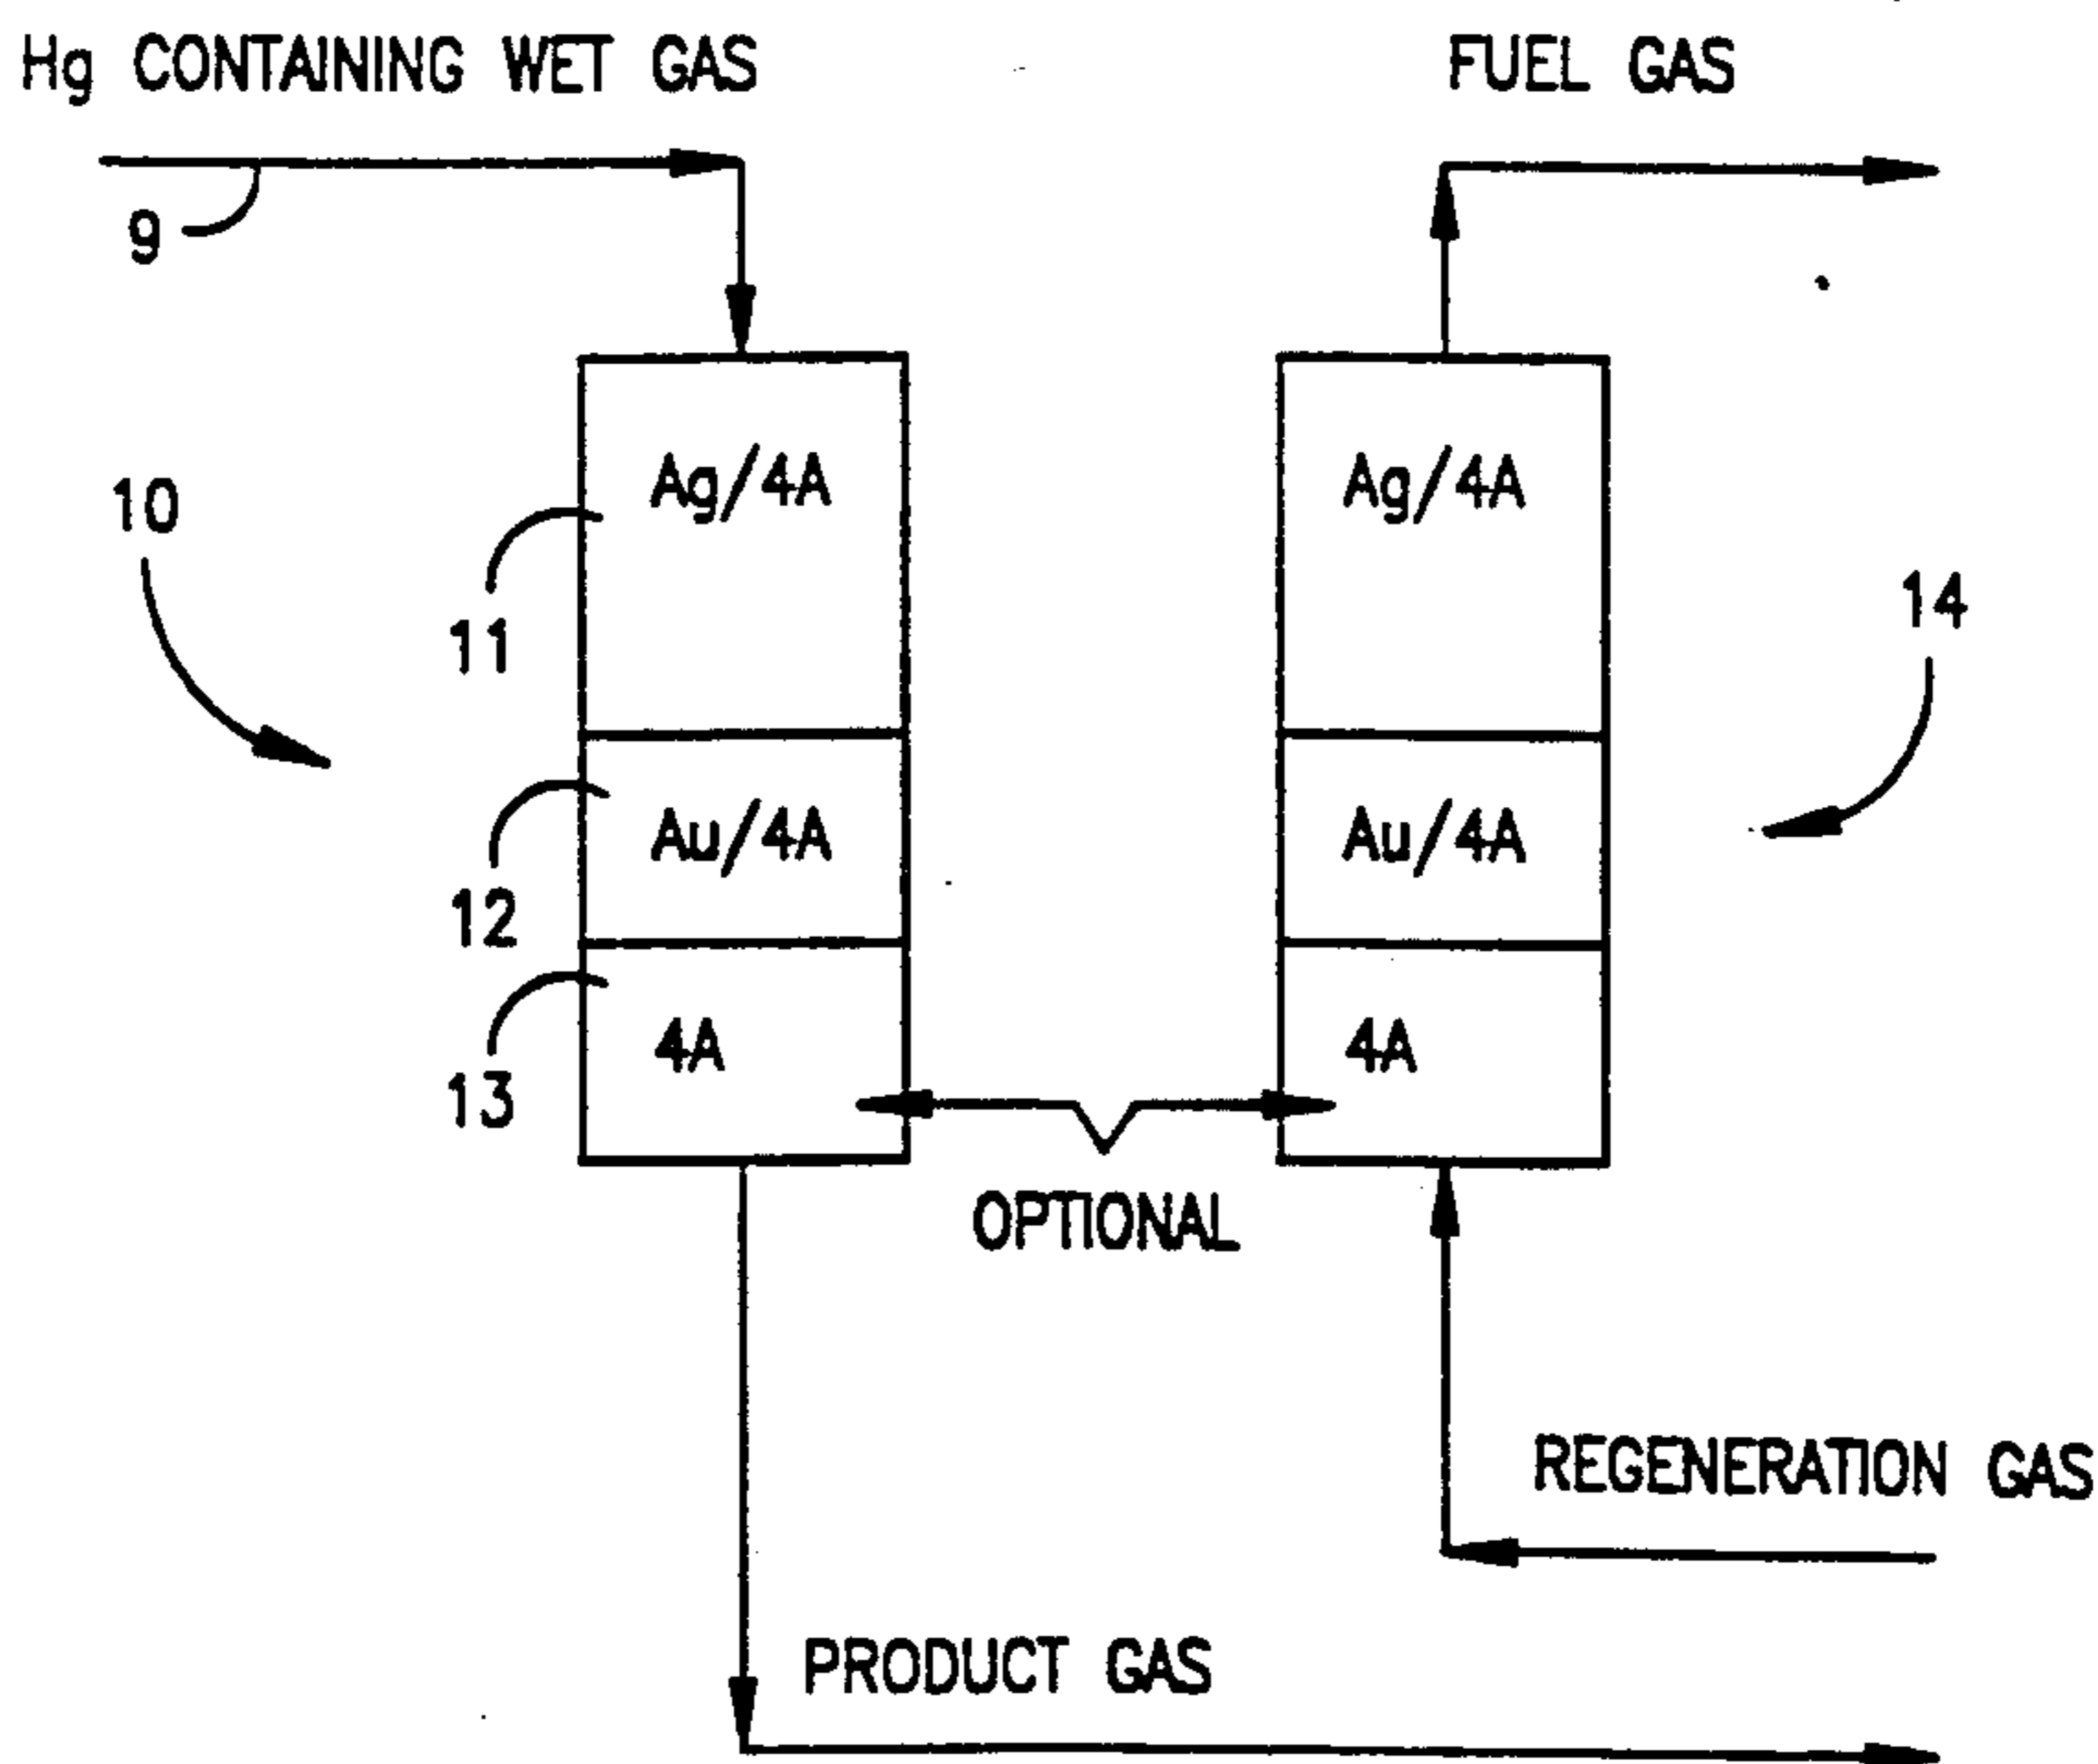 Hg CONTAINING WET GAS
FUEL GAS
9
Ag/4A
Ag/4A
10
11
14
Au/4A
Au/4A
12
4A
4A
13
OPTIONAL
REGENERATION GAS
PRODUCT GAS